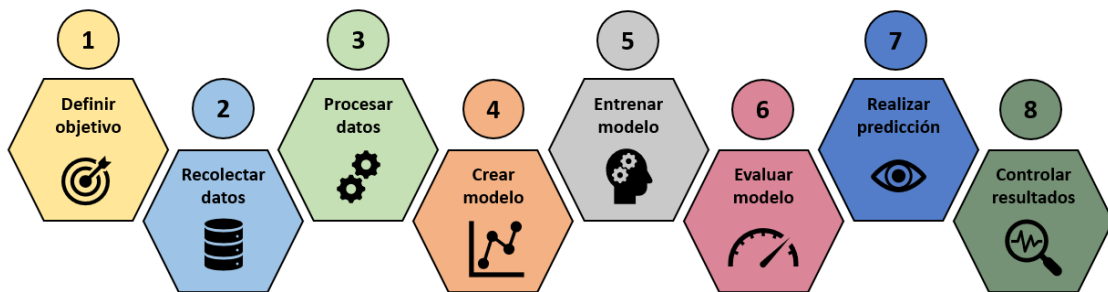 1
Definir
objetivo
2
Recolectar
datos
3
Procesar
datos
4
Crear
modelo
5
Entrenar
modelo
6
Evaluar
modelo
7
Realizar
predicción
8
Controlar
resultados